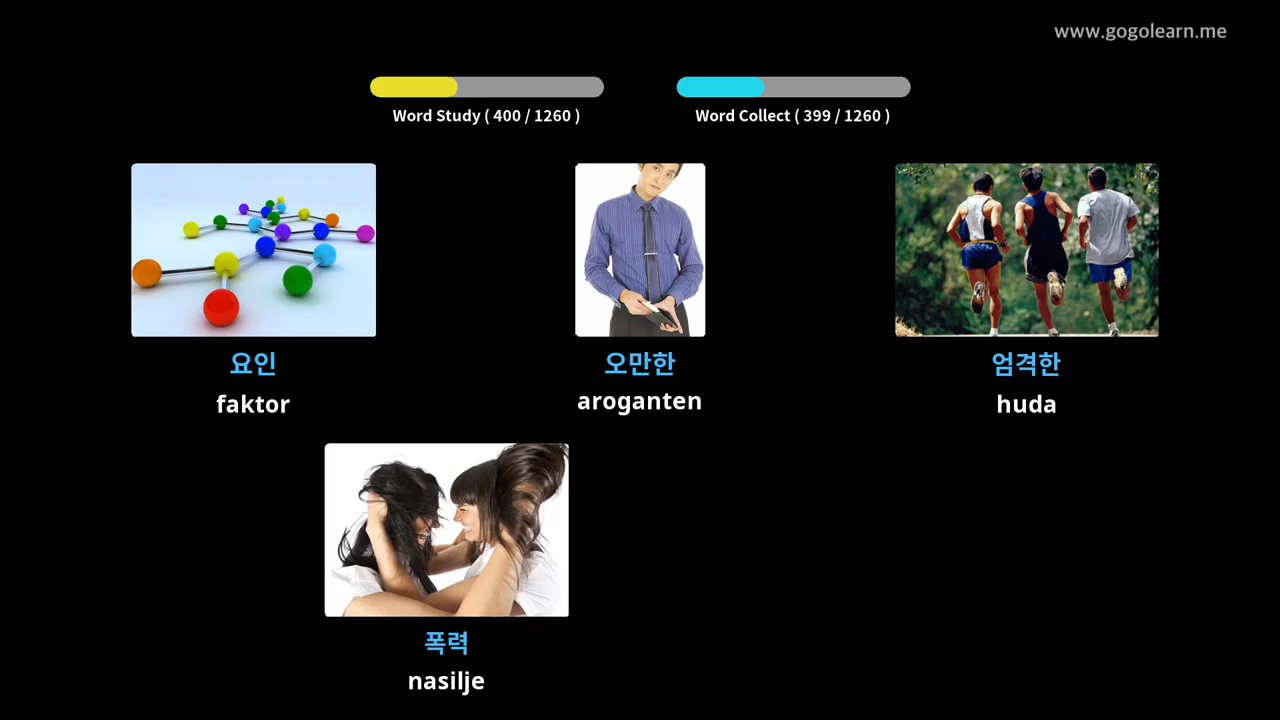 www.gogolearn.me
Word Study ( 400 / 1260 )
Word Collect ( 399 / 1260 )
요인
faktor
오만한
aroganten
엄격한
huda
폭력
nasilje